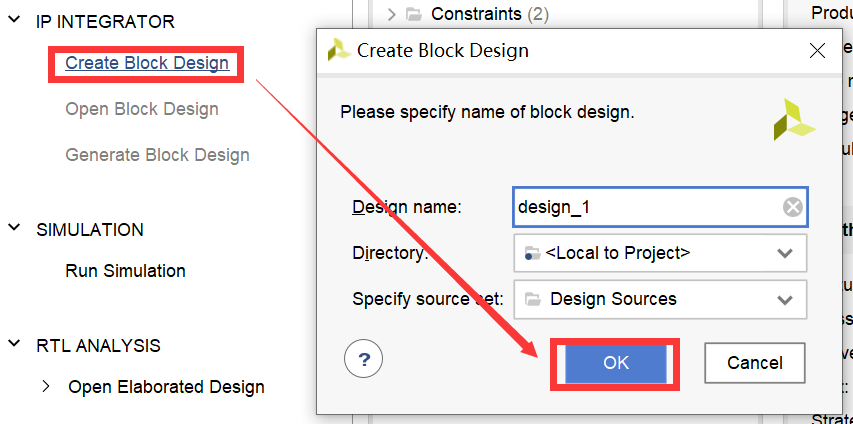 IP INTEGRATOR
Create Block Design
Open Block Design
Generate Block Design
SIMULATION
Run Simulation
RTL ANALYSIS
Open Elaborated Design
Constraints (2)
Create Block Design
Please specify name of block design.
Design name:
design_1
Directory:
<Local to Project>
Specify source set:
Design Sources
?
OK
Cancel